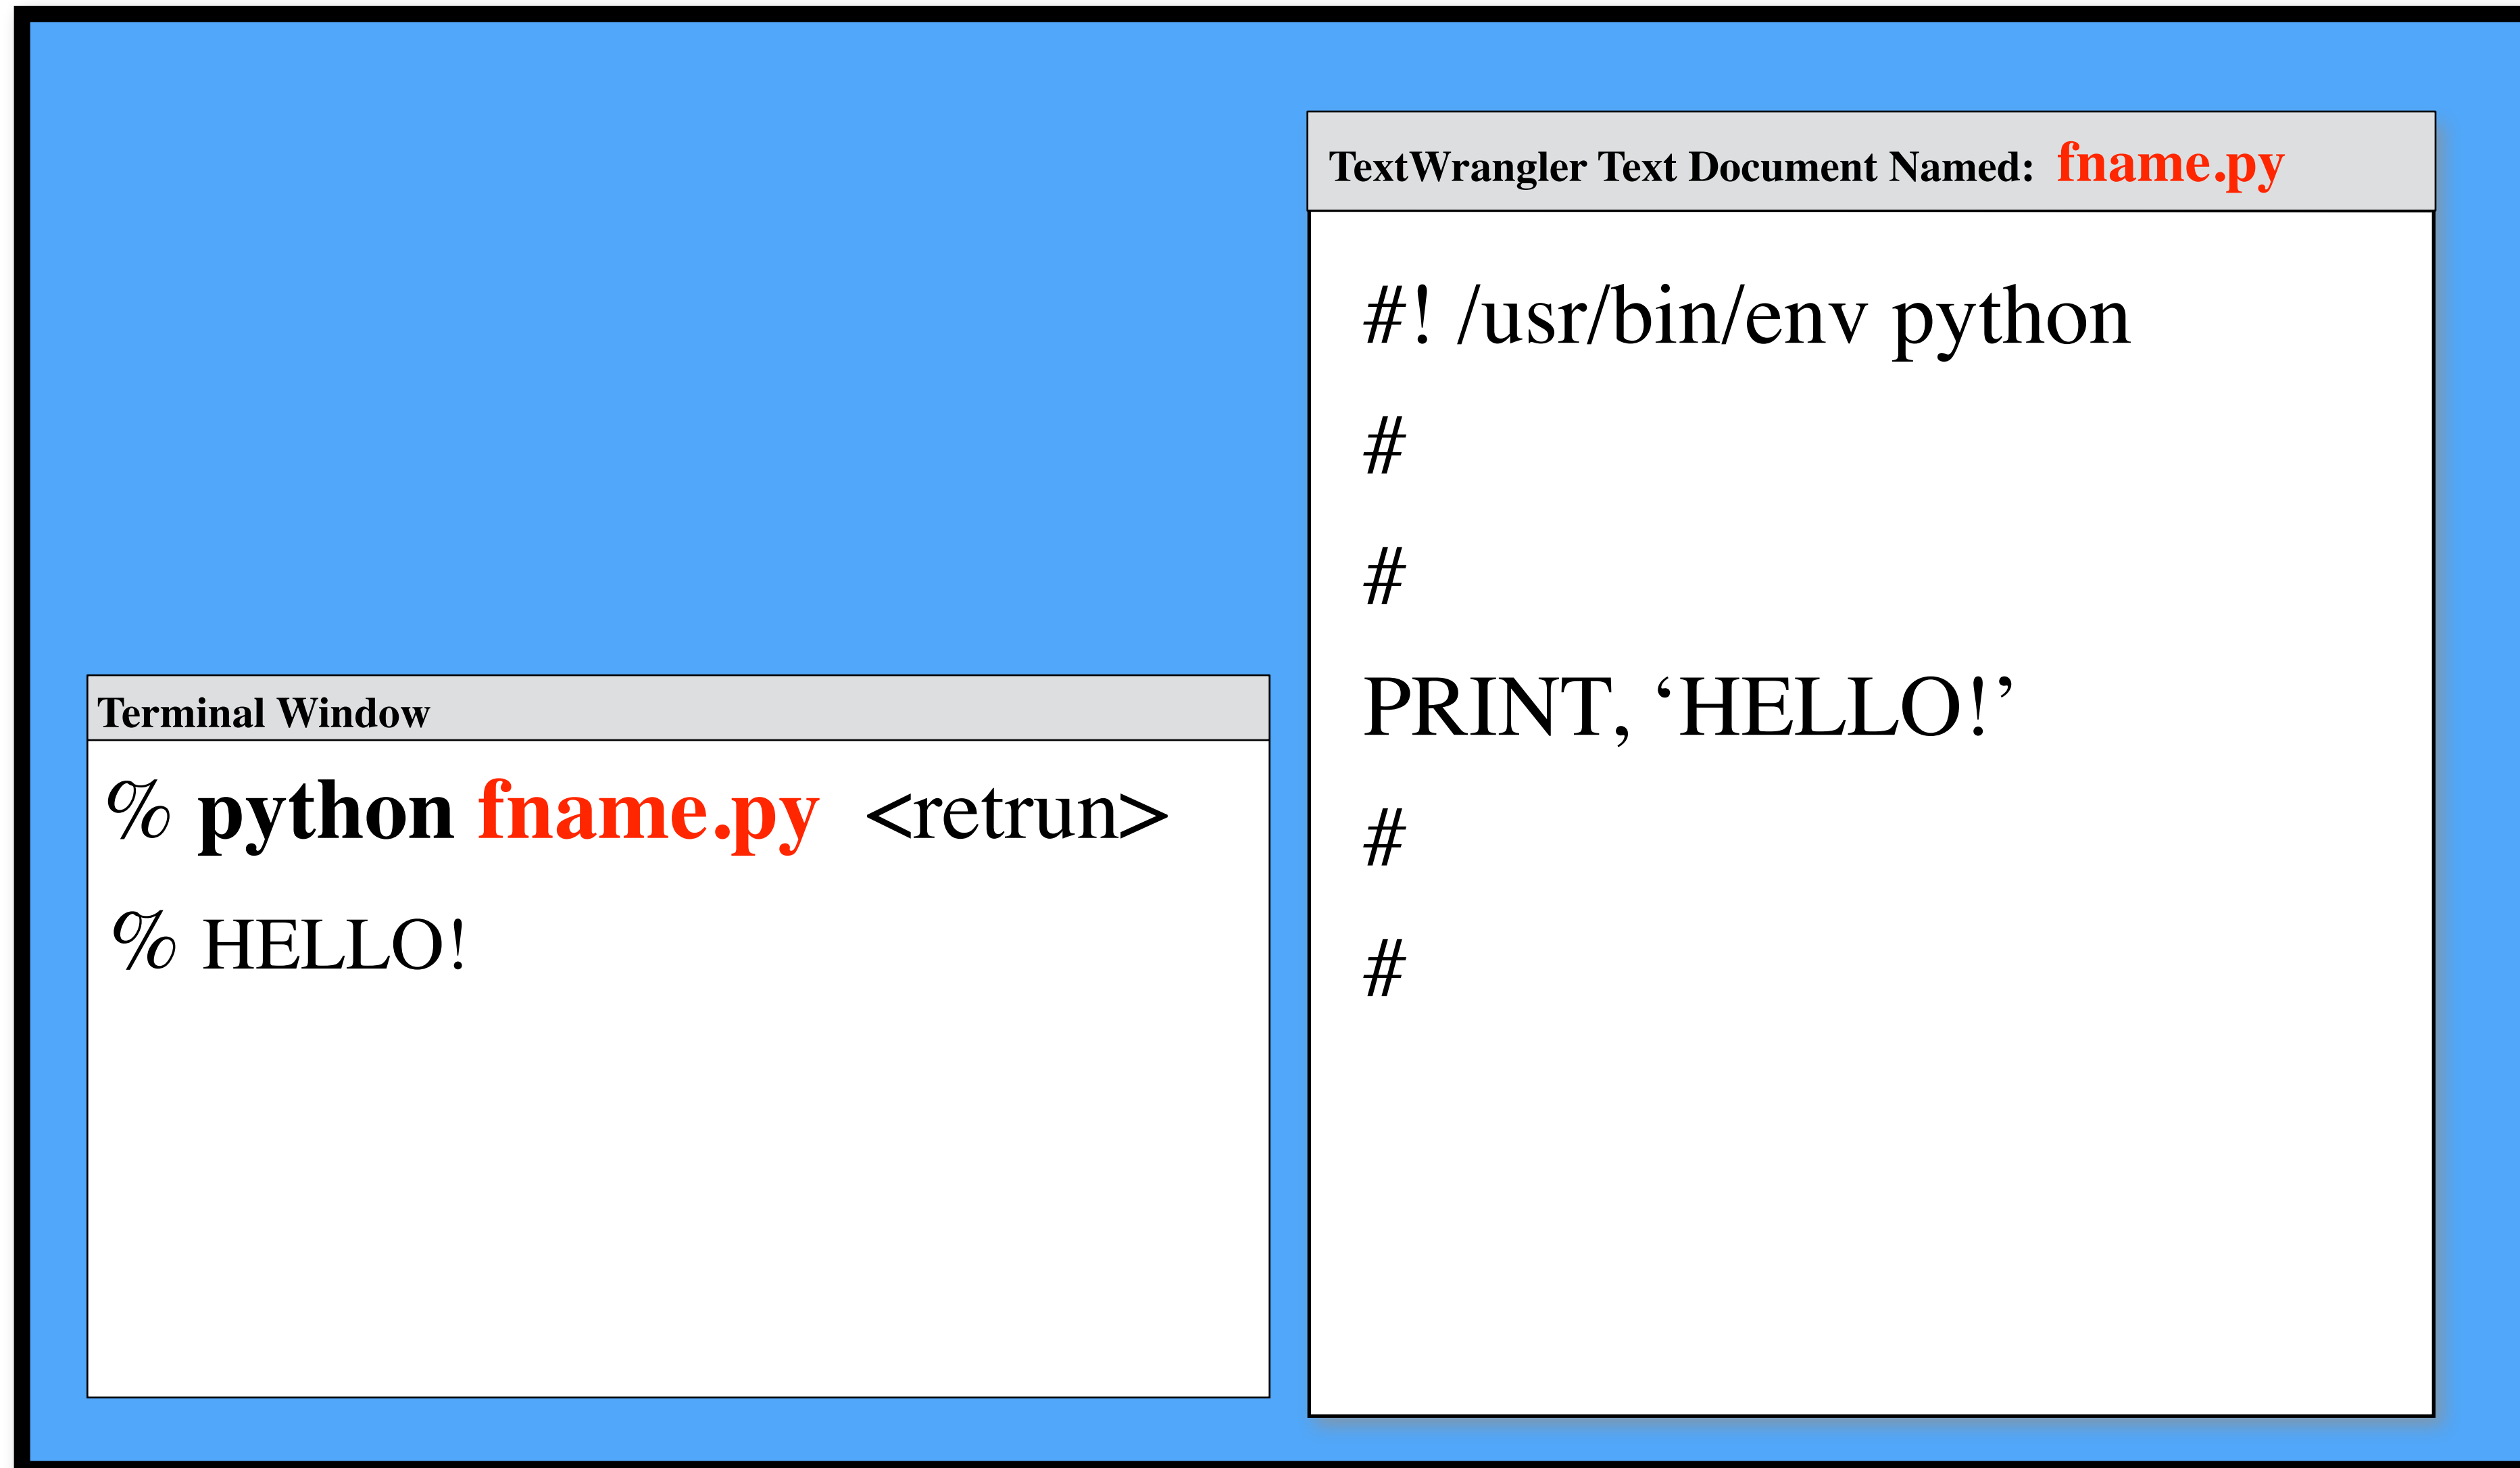 TextWrangler Text Document Named: fname.py
#! /usr/bin/env python
#
#
PRINT, ‘HELLO!’
#
#
Terminal Window
% python fname.py <retrun>
% HELLO!